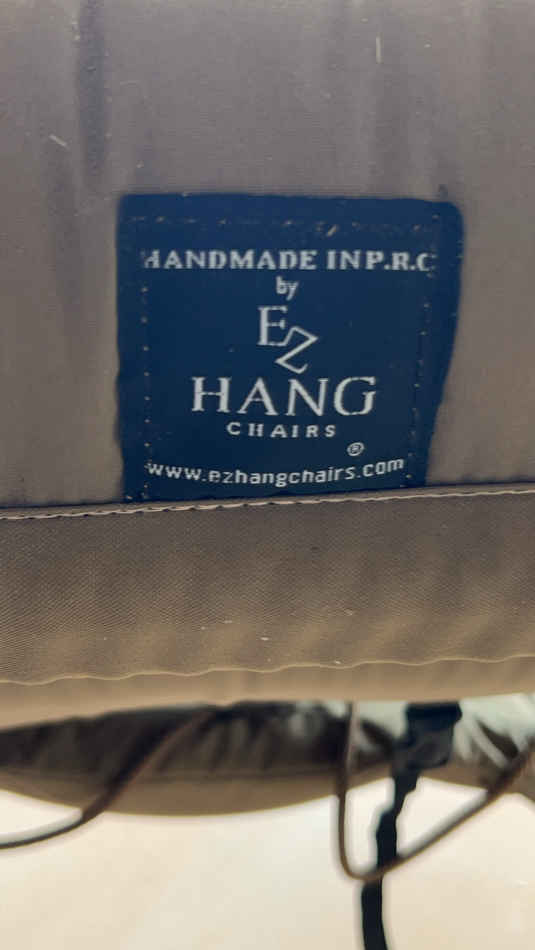 HANDMADE IN P.R.C
by
EZ
HANG
CHAIRS
®
www.ezhangchairs.com